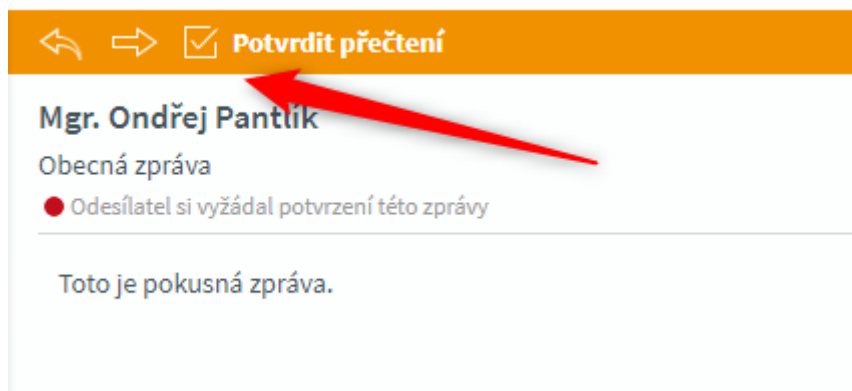 Potvrdit přečtení
Mgr. Ondřej Pantlík
Obecná zpráva
Odesílatel si vyžádal potvrzení této zprávy
Toto je pokusná zpráva.